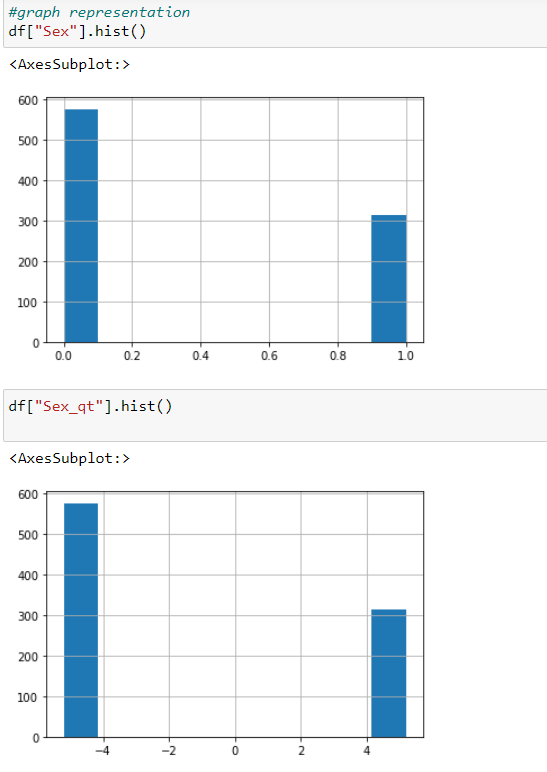 #graph representation
df["Sex"].hist()
<AxesSubplot:>
600
500
400
300
200
100
0
0.0 0.2 0.4 0.6 0.8 1.0
df["Sex_qt"].hist()
<AxesSubplot:>
600
500
400
300
200
100
0
−4 −2 0 2 4